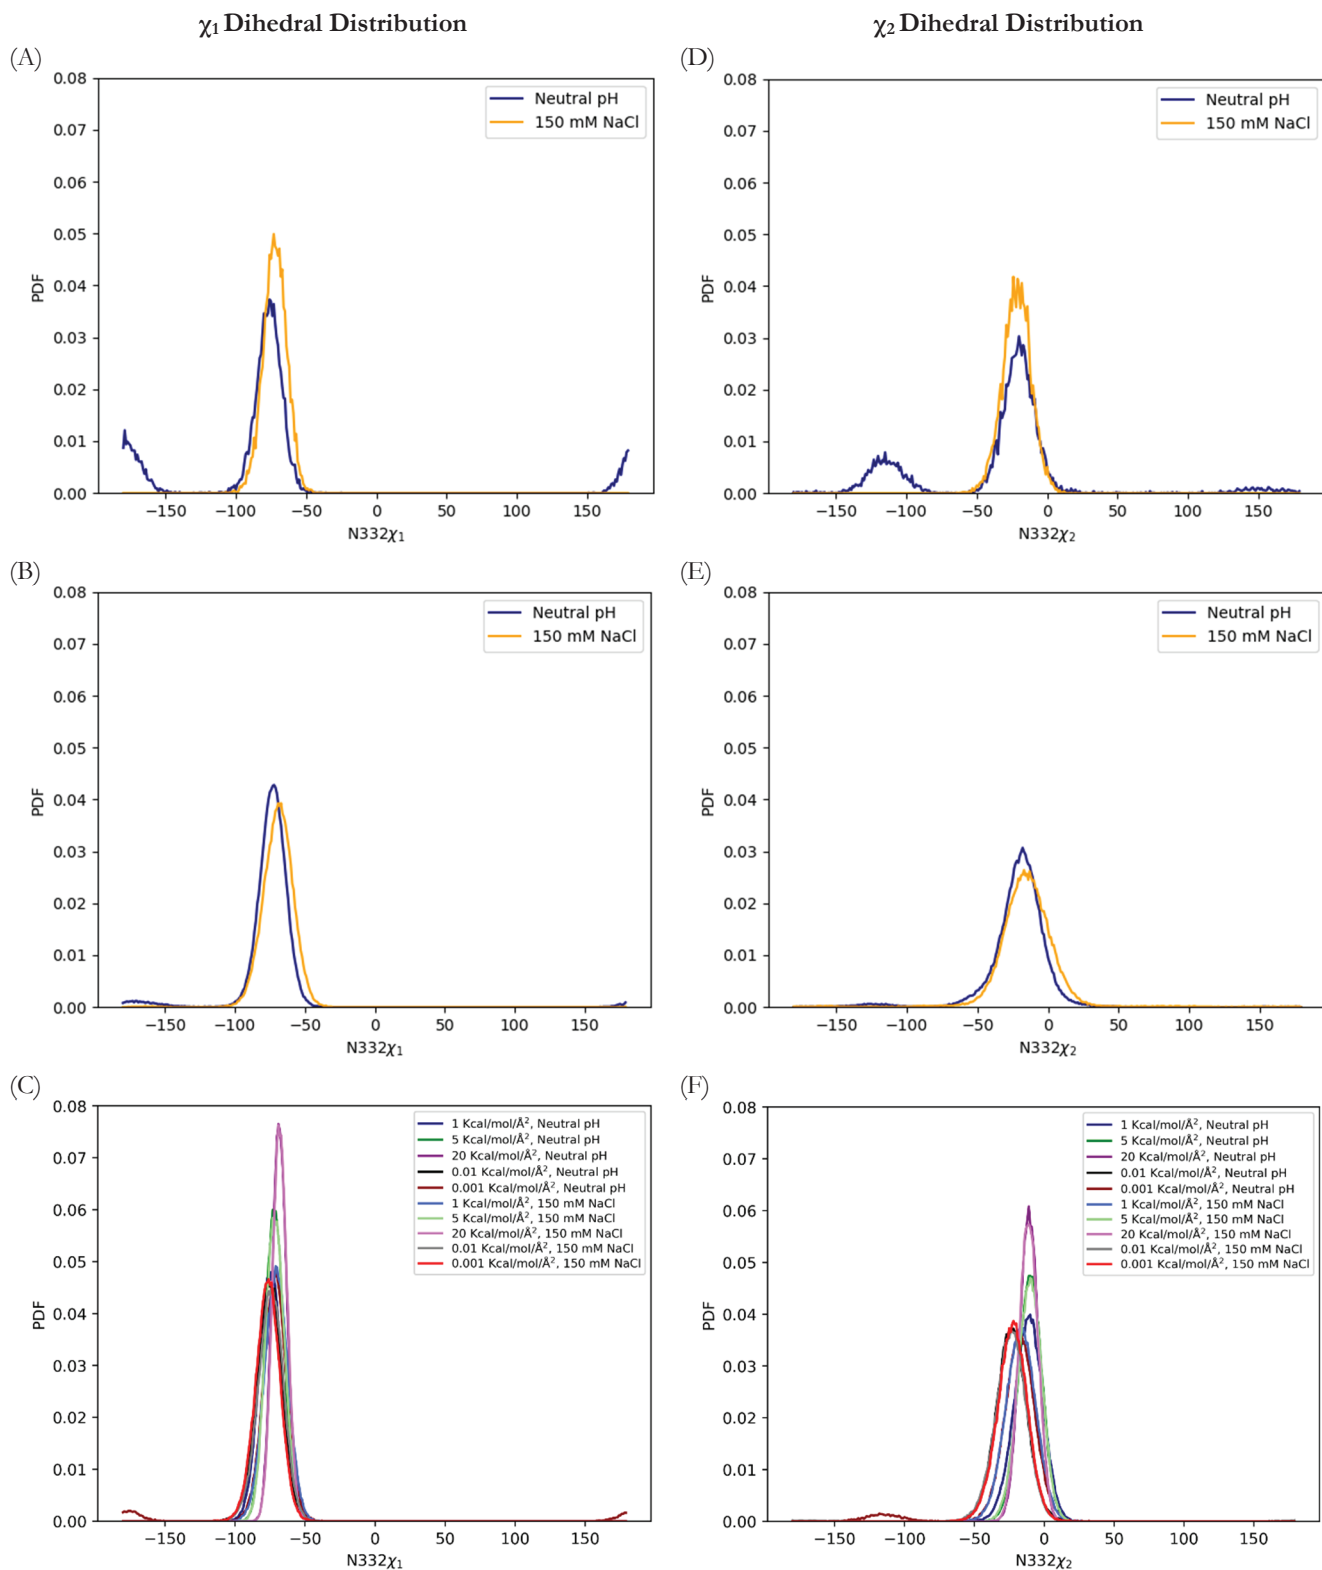 χ₁ Dihedral Distribution
χ₂ Dihedral Distribution
(A)
0.08
0.07
0.06
0.05
0.04
0.03
0.02
0.01
0.00
PDF
Neutral pH
150 mM NaCl
−150 −100 −50 0 50 100 150
N332χ₁
(D)
0.08
0.07
0.06
0.05
0.04
0.03
0.02
0.01
0.00
PDF
Neutral pH
150 mM NaCl
−150 −100 −50 0 50 100 150
N332χ₂
(B)
0.08
0.07
0.06
0.05
0.04
0.03
0.02
0.01
0.00
PDF
Neutral pH
150 mM NaCl
−150 −100 −50 0 50 100 150
N332χ₁
(E)
0.08
0.07
0.06
0.05
0.04
0.03
0.02
0.01
0.00
PDF
Neutral pH
150 mM NaCl
−150 −100 −50 0 50 100 150
N332χ₂
(C)
0.08
0.07
0.06
0.05
0.04
0.03
0.02
0.01
0.00
PDF
1 Kcal/mol/Å², Neutral pH
5 Kcal/mol/Å², Neutral pH
20 Kcal/mol/Å², Neutral pH
0.01 Kcal/mol/Å², Neutral pH
0.001 Kcal/mol/Å², Neutral pH
1 Kcal/mol/Å², 150 mM NaCl
5 Kcal/mol/Å², 150 mM NaCl
20 Kcal/mol/Å², 150 mM NaCl
0.01 Kcal/mol/Å², 150 mM NaCl
0.001 Kcal/mol/Å², 150 mM NaCl
−150 −100 −50 0 50 100 150
N332χ₁
(F)
0.08
0.07
0.06
0.05
0.04
0.03
0.02
0.01
0.00
PDF
1 Kcal/mol/Å², Neutral pH
5 Kcal/mol/Å², Neutral pH
20 Kcal/mol/Å², Neutral pH
0.01 Kcal/mol/Å², Neutral pH
0.001 Kcal/mol/Å², Neutral pH
1 Kcal/mol/Å², 150 mM NaCl
5 Kcal/mol/Å², 150 mM NaCl
20 Kcal/mol/Å², 150 mM NaCl
0.01 Kcal/mol/Å², 150 mM NaCl
0.001 Kcal/mol/Å², 150 mM NaCl
−150 −100 −50 0 50 100 150
N332χ₂